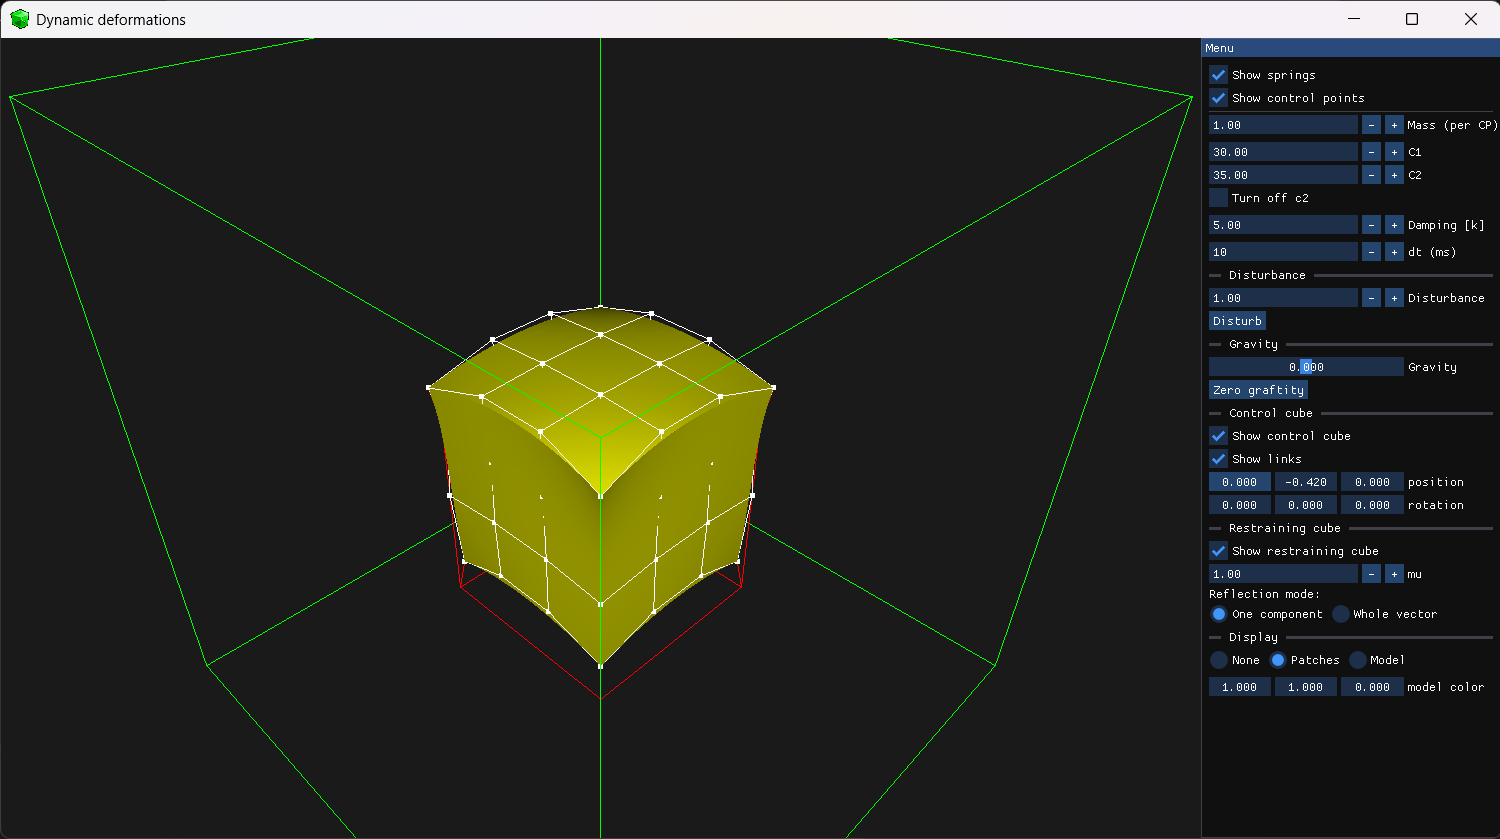 Dynamic deformations
Menu
Show springs
Show control points
1.00 - + Mass (per CP)
30.00 - + C1
35.00 - + C2
Turn off c2
5.00 - + Damping [k]
10 - + dt (ms)
Disturbance
1.00 - + Disturbance
Disturb
Gravity
0.000 Gravity
Zero graftity
Control cube
Show control cube
Show links
0.000 -0.420 0.000 position
0.000 0.000 0.000 rotation
Restraining cube
Show restraining cube
1.00 - + mu
Reflection mode:
One component Whole vector
Display
None Patches Model
1.000 1.000 0.000 model color